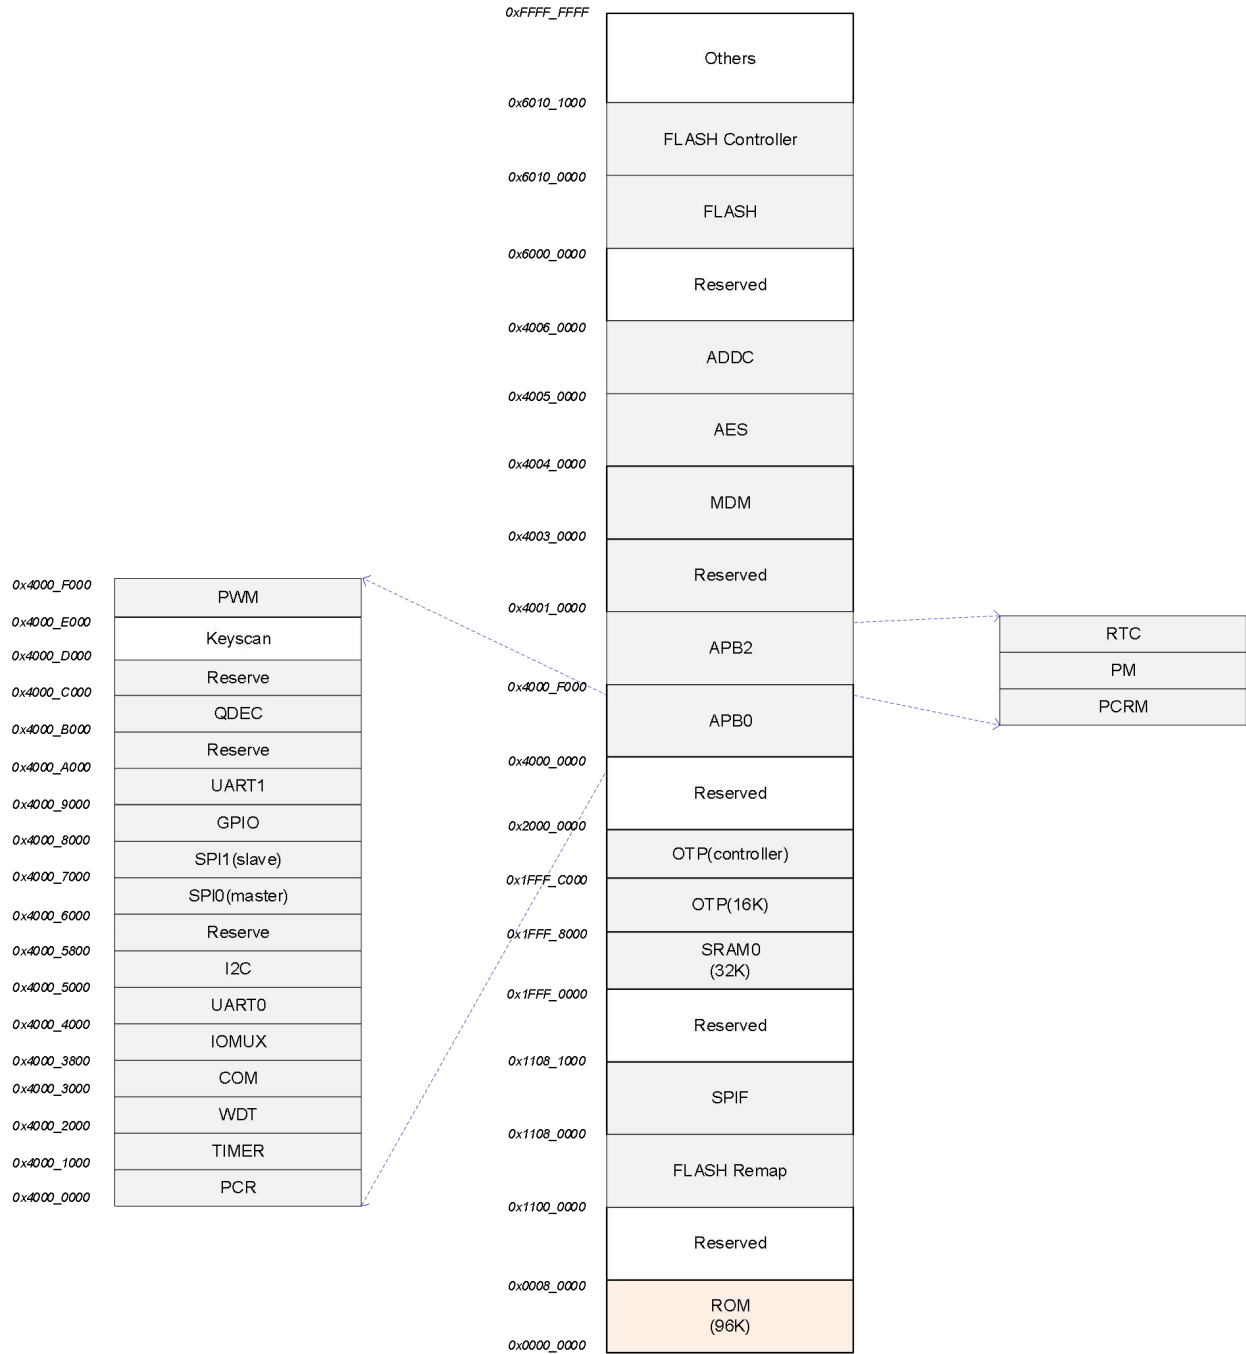 0xFFFF_FFFF
Others
0x6010_1000
FLASH Controller
0x6010_0000
FLASH
0x6000_0000
Reserved
0x4006_0000
ADDC
0x4005_0000
AES
0x4004_0000
MDM
0x4003_0000
Reserved
0x4001_0000
APB2
0x4000_F000
APB0
0x4000_0000
Reserved
0x2000_0000
OTP(controller)
0x1FFF_C000
OTP(16K)
0x1FFF_8000
SRAM0
(32K)
0x1FFF_0000
Reserved
0x1108_1000
SPIF
0x1108_0000
FLASH Remap
0x1100_0000
Reserved
0x0008_0000
ROM
(96K)
0x0000_0000
0x4000_F000
PWM
0x4000_E000
Keyscan
0x4000_D000
Reserve
0x4000_C000
QDEC
0x4000_B000
Reserve
0x4000_A000
UART1
0x4000_9000
GPIO
0x4000_8000
SPI1(slave)
0x4000_7000
SPI0(master)
0x4000_6000
Reserve
0x4000_5800
I2C
0x4000_5000
UART0
0x4000_4000
IOMUX
0x4000_3800
COM
0x4000_3000
WDT
0x4000_2000
TIMER
0x4000_1000
PCR
0x4000_0000
RTC
PM
PCRM